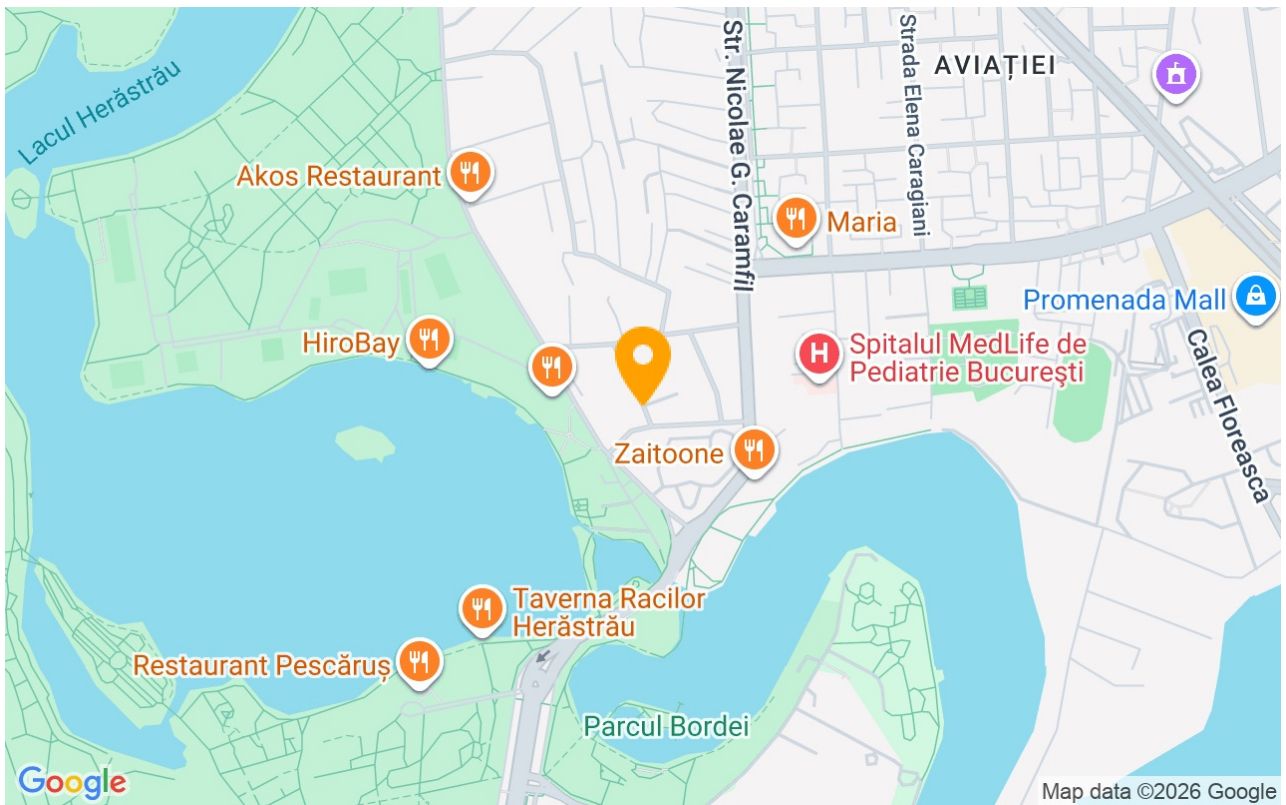 Lacul Herăstrău
Str. Nicolae G. Caramfil
Strada Elena Caragiani
AVIAȚIEI
Akos Restaurant
Maria
Promenada Mall
HiroBay
H
Spitalul MedLife de
Pediatrie Bucureşti
Calea Floreasca
Zaitoone
Taverna Racilor
Herăstrău
Restaurant Pescăruș
Parcul Bordei
Google
Map data ©2026 Google